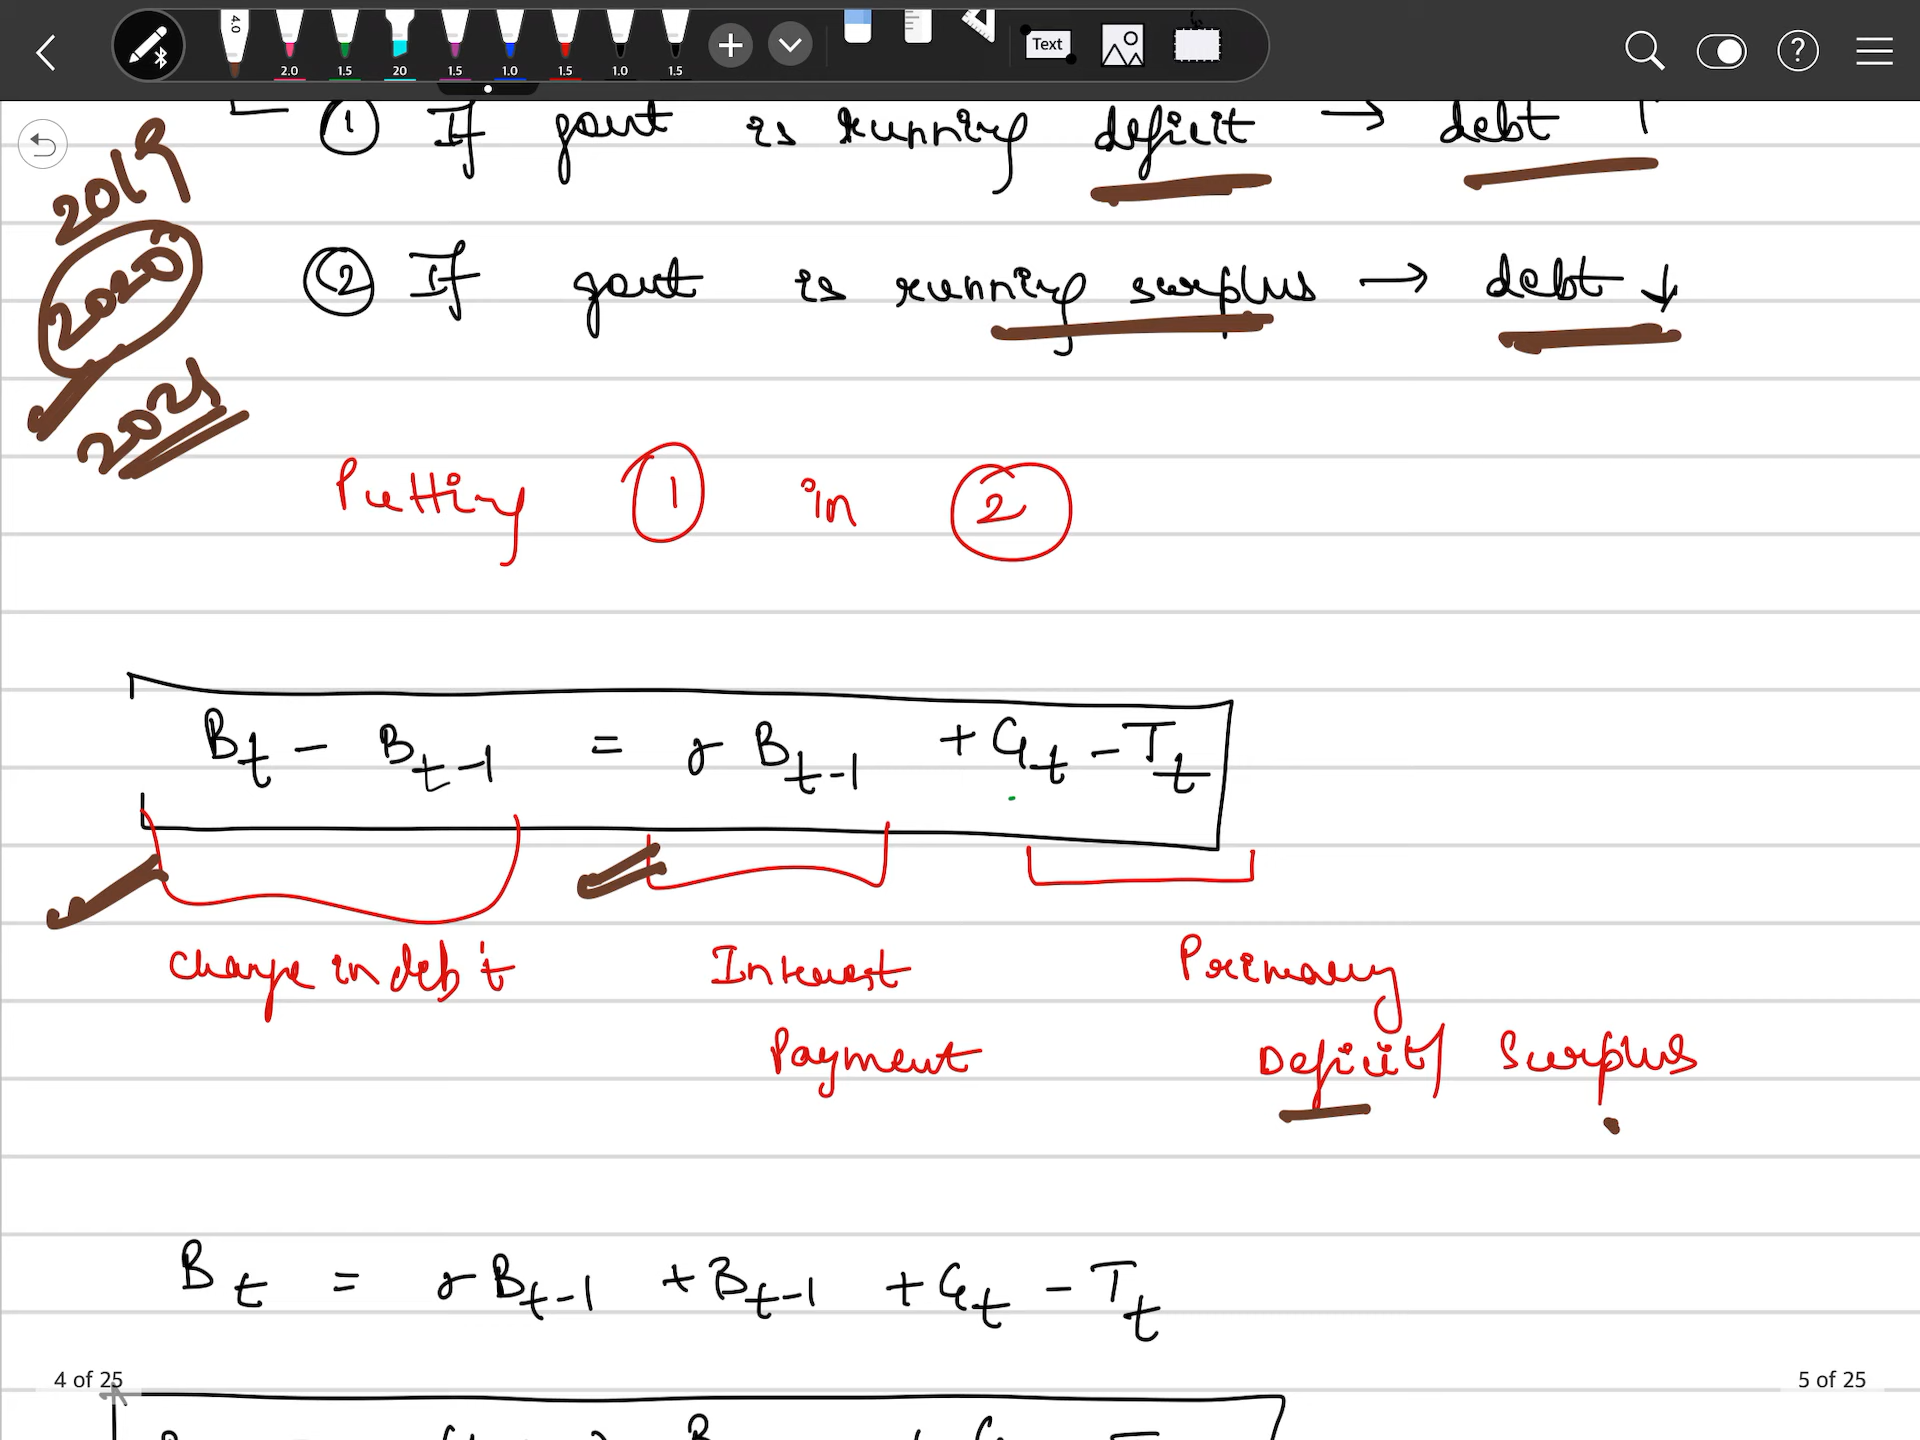 4.0 2.0 1.5 20 1.5 1.0 1.5 1.0 1.5 Text ?
① If govt is running deficit → debt ↑
2019
2020
2021
② If govt is running surplus → debt ↓
Putting ① in ②
Bt - Bt-1 = r Bt-1 + Gt - Tt
Change in debt Interest Payment Primary Deficit/ Surplus
Bt = r Bt-1 + Bt-1 + Gt - Tt
4 of 25 5 of 25